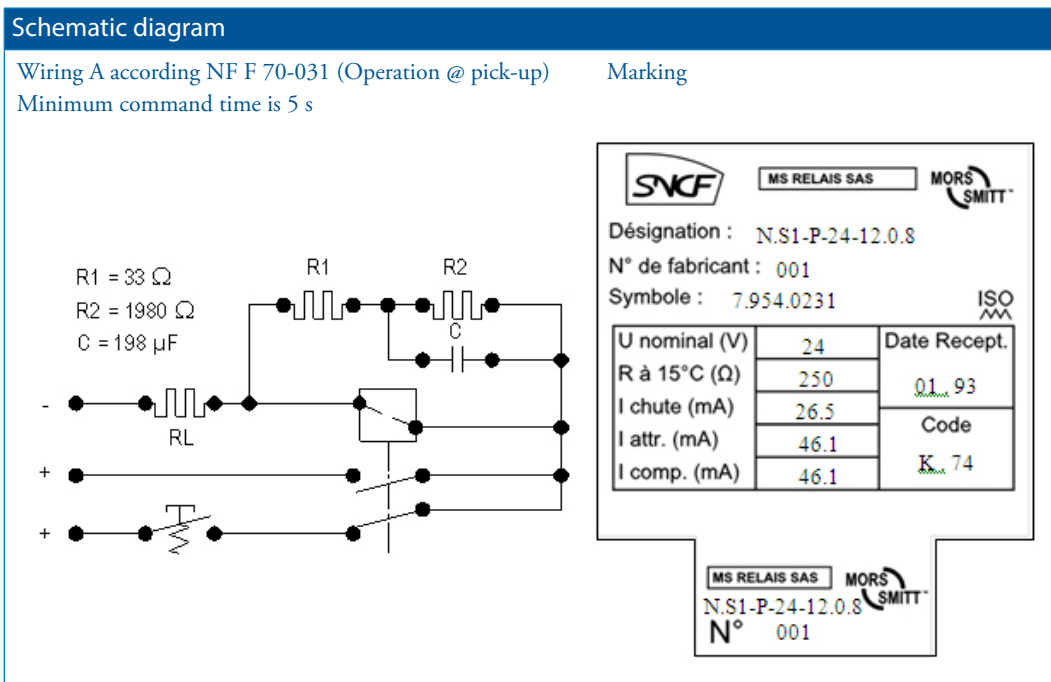 Schematic diagram
Wiring A according NF F 70-031 (Operation @ pick-up)
Minimum command time is 5 s
R1 = 33 Ω
R2 = 1980 Ω
C = 198 µF
R1
R2
C
-
RL
+
+
Marking
SNCF
MS RELAIS SAS
MORS SMITT™
Désignation : N.S1-P-24-12.0.8
N° de fabricant : 001
Symbole : 7.954.0231
ISO
U nominal (V) 24
R à 15°C (Ω) 250
I chute (mA) 26.5
I attr. (mA) 46.1
I comp. (mA) 46.1
Date Recept.
01.. 93
Code
K.. 74
MS RELAIS SAS
MORS SMITT™
N.S1-P-24-12.0.8
N° 001